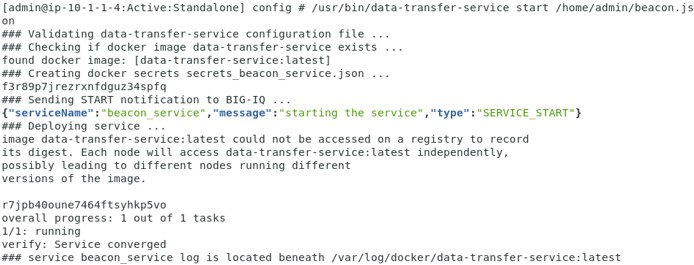 [admin@ip-10-1-1-4:Active:Standalone] config # /usr/bin/data-transfer-service start /home/admin/beacon.js
on
### Validating data-transfer-service configuration file ...
### Checking if docker image data-transfer-service exists ...
found docker image: [data-transfer-service:latest]
### Creating docker secrets secrets_beacon_service.json ...
f3r89p7jrezrxnfdguz34spfq
### Sending START notification to BIG-IQ ...
{"serviceName":"beacon_service","message":"starting the service","type":"SERVICE_START"}
### Deploying service ...
image data-transfer-service:latest could not be accessed on a registry to record
its digest. Each node will access data-transfer-service:latest independently,
possibly leading to different nodes running different
versions of the image.

r7jpb40oune7464ftsyhkp5vo
overall progress: 1 out of 1 tasks
1/1: running
verify: Service converged
### service beacon_service log is located beneath /var/log/docker/data-transfer-service:latest